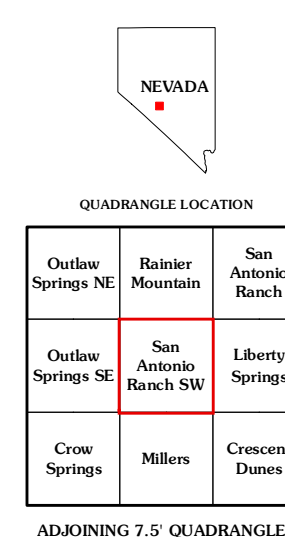 NEVADA
QUADRANGLE LOCATION
Outlaw
Springs NE
Rainier
Mountain
San
Antonio
Ranch
Outlaw
Springs SE
San
Antonio
Ranch SW
Liberty
Springs
Crow
Springs
Millers
Crescen
Dunes
ADJOINING 7.5' QUADRANGLE